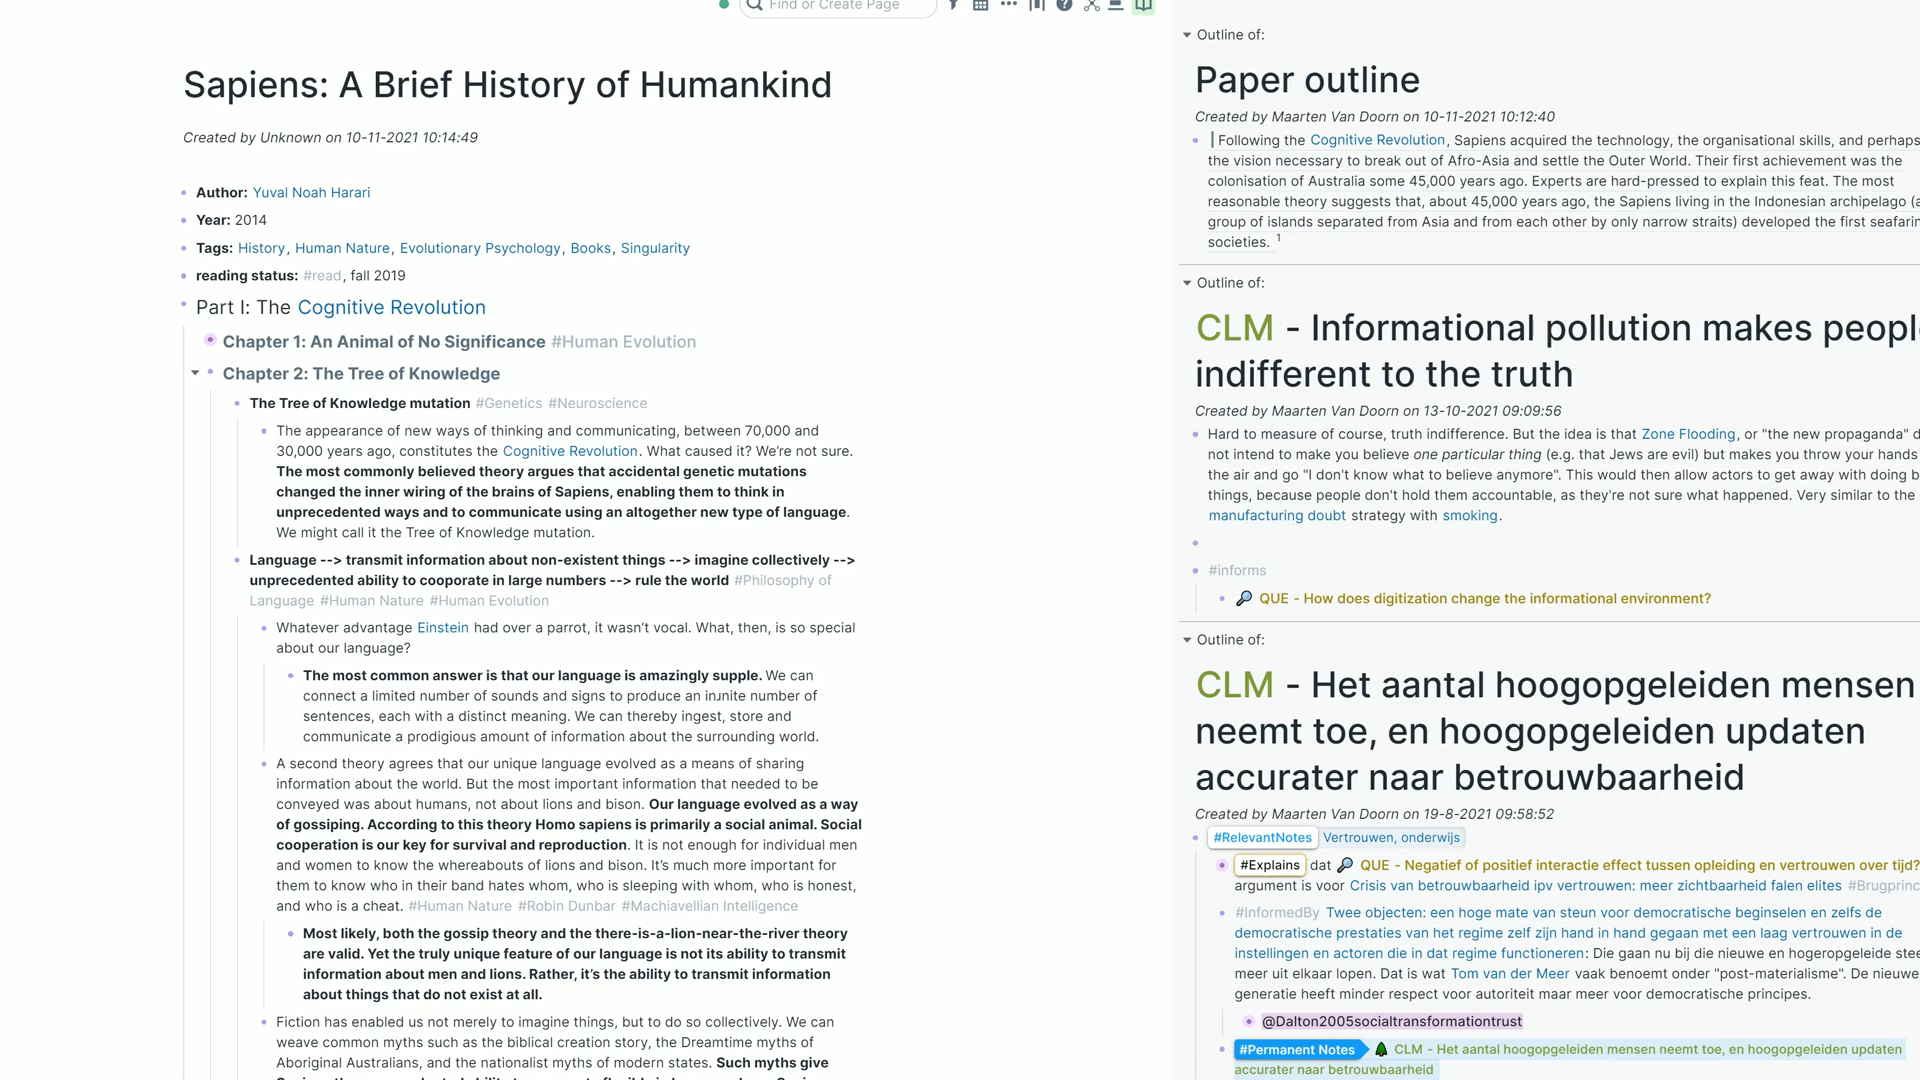 Find or Create Page
Sapiens: A Brief History of Humankind
Created by Unknown on 10-11-2021 10:14:49
Author: Yuval Noah Harari
Year: 2014
Tags: History, Human Nature, Evolutionary Psychology, Books, Singularity
reading status: #read, fall 2019
Part I: The Cognitive Revolution
Chapter 1: An Animal of No Significance #Human Evolution
Chapter 2: The Tree of Knowledge
The Tree of Knowledge mutation #Genetics #Neuroscience
The appearance of new ways of thinking and communicating, between 70,000 and
30,000 years ago, constitutes the Cognitive Revolution. What caused it? We're not sure.
The most commonly believed theory argues that accidental genetic mutations
changed the inner wiring of the brains of Sapiens, enabling them to think in
unprecedented ways and to communicate using an altogether new type of language.
We might call it the Tree of Knowledge mutation.
Language --> transmit information about non-existent things --> imagine collectively -->
unprecedented ability to cooporate in large numbers --> rule the world #Philosophy of
Language #Human Nature #Human Evolution
Whatever advantage Einstein had over a parrot, it wasn't vocal. What, then, is so special
about our language?
The most common answer is that our language is amazingly supple. We can
connect a limited number of sounds and signs to produce an inunite number of
sentences, each with a distinct meaning. We can thereby ingest, store and
communicate a prodigious amount of information about the surrounding world.
A second theory agrees that our unique language evolved as a means of sharing
information about the world. But the most important information that needed to be
conveyed was about humans, not about lions and bison. Our language evolved as a way
of gossiping. According to this theory Homo sapiens is primarily a social animal. Social
cooperation is our key for survival and reproduction. It is not enough for individual men
and women to know the whereabouts of lions and bison. It's much more important for
them to know who in their band hates whom, who is sleeping with whom, who is honest,
and who is a cheat. #Human Nature #Robin Dunbar #Machiavellian Intelligence
Most likely, both the gossip theory and the there-is-a-lion-near-the-river theory
are valid. Yet the truly unique feature of our language is not its ability to transmit
information about men and lions. Rather, it's the ability to transmit information
about things that do not exist at all.
Fiction has enabled us not merely to imagine things, but to do so collectively. We can
weave common myths such as the biblical creation story, the Dreamtime myths of
Aboriginal Australians, and the nationalist myths of modern states. Such myths give
Outline of:
Paper outline
Created by Maarten Van Doorn on 10-11-2021 10:12:40
Following the Cognitive Revolution, Sapiens acquired the technology, the organisational skills, and perhaps
the vision necessary to break out of Afro-Asia and settle the Outer World. Their first achievement was the
colonisation of Australia some 45,000 years ago. Experts are hard-pressed to explain this feat. The most
reasonable theory suggests that, about 45,000 years ago, the Sapiens living in the Indonesian archipelago (a
group of islands separated from Asia and from each other by only narrow straits) developed the first seafarin
societies. 1
Outline of:
CLM - Informational pollution makes peopl
indifferent to the truth
Created by Maarten Van Doorn on 13-10-2021 09:09:56
Hard to measure of course, truth indifference. But the idea is that Zone Flooding, or "the new propaganda" d
not intend to make you believe one particular thing (e.g. that Jews are evil) but makes you throw your hands
the air and go "I don't know what to believe anymore". This would then allow actors to get away with doing b
things, because people don't hold them accountable, as they're not sure what happened. Very similar to the
manufacturing doubt strategy with smoking.
#informs
QUE - How does digitization change the informational environment?
Outline of:
CLM - Het aantal hoogopgeleiden mensen
neemt toe, en hoogopgeleiden updaten
accurater naar betrouwbaarheid
Created by Maarten Van Doorn on 19-8-2021 09:58:52
#RelevantNotes Vertrouwen, onderwijs
#Explains dat QUE - Negatief of positief interactie effect tussen opleiding en vertrouwen over tijd?
argument is voor Crisis van betrouwbaarheid ipv vertrouwen: meer zichtbaarheid falen elites #Brugprinc
#InformedBy Twee objecten: een hoge mate van steun voor democratische beginselen en zelfs de
democratische prestaties van het regime zelf zijn hand in hand gegaan met een laag vertrouwen in de
instellingen en actoren die in dat regime functioneren: Die gaan nu bij die nieuwe en hogeropgeleide stee
meer uit elkaar lopen. Dat is wat Tom van der Meer vaak benoemt onder "post-materialisme". De nieuwe
generatie heeft minder respect voor autoriteit maar meer voor democratische principes.
@Dalton2005socialtransformationtrust
#Permanent Notes CLM - Het aantal hoogopgeleiden mensen neemt toe, en hoogopgeleiden updaten
accurater naar betrouwbaarheid